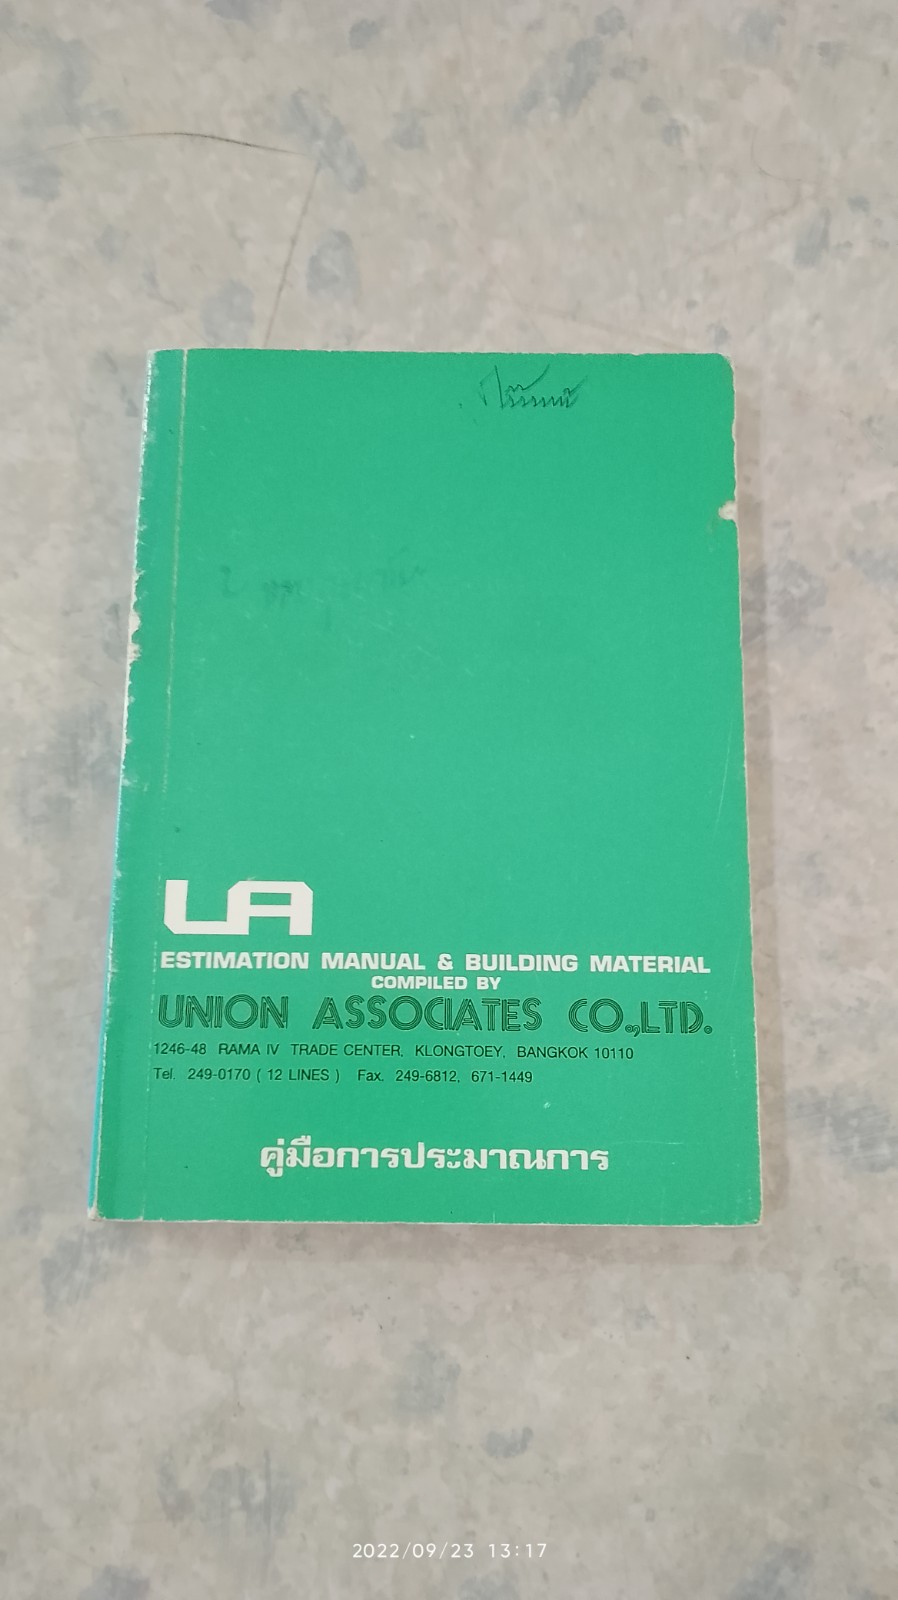 UA
ESTIMATION MANUAL & BUILDING MATERIAL
COMPILED BY
UNION ASSOCIATES CO.,LTD.
1246-48 RAMA IV TRADE CENTER, KLONGTOEY, BANGKOK 10110
Tel. 249-0170 ( 12 LINES ) Fax. 249-6812, 671-1449
คู่มือการประมาณการ
2022/09/23 13:17